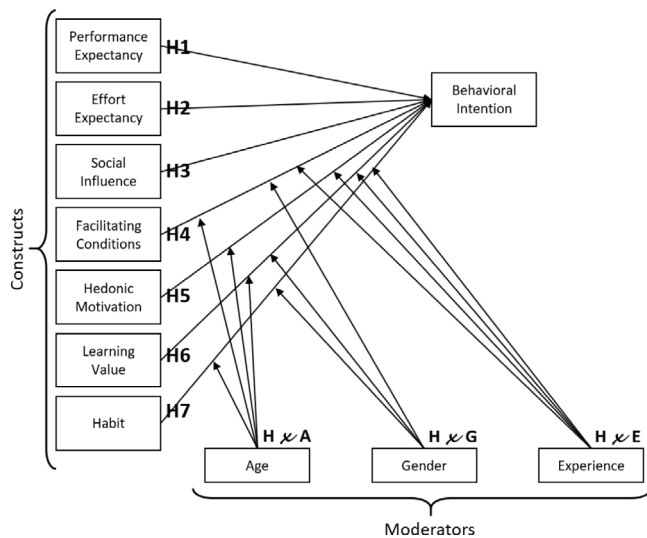 Performance
Expectancy
H1
Effort
Expectancy
H2
Social
Influence
H3
Facilitating
Conditions
H4
Hedonic
Motivation
H5
Learning
Value
H6
Habit
H7
Constructs
Behavioral
Intention
H x A
H x G
H x E
Age
Gender
Experience
Moderators